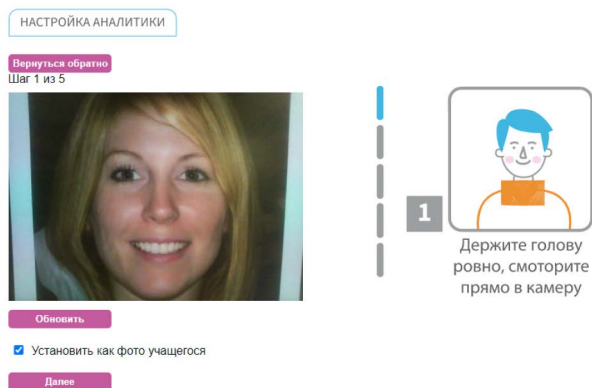 НАСТРОЙКА АНАЛИТИКИ
Вернуться обратно
Шаг 1 из 5
1
Держите голову
ровно, смоторите
прямо в камеру
Обновить
Установить как фото учащегося
Далее